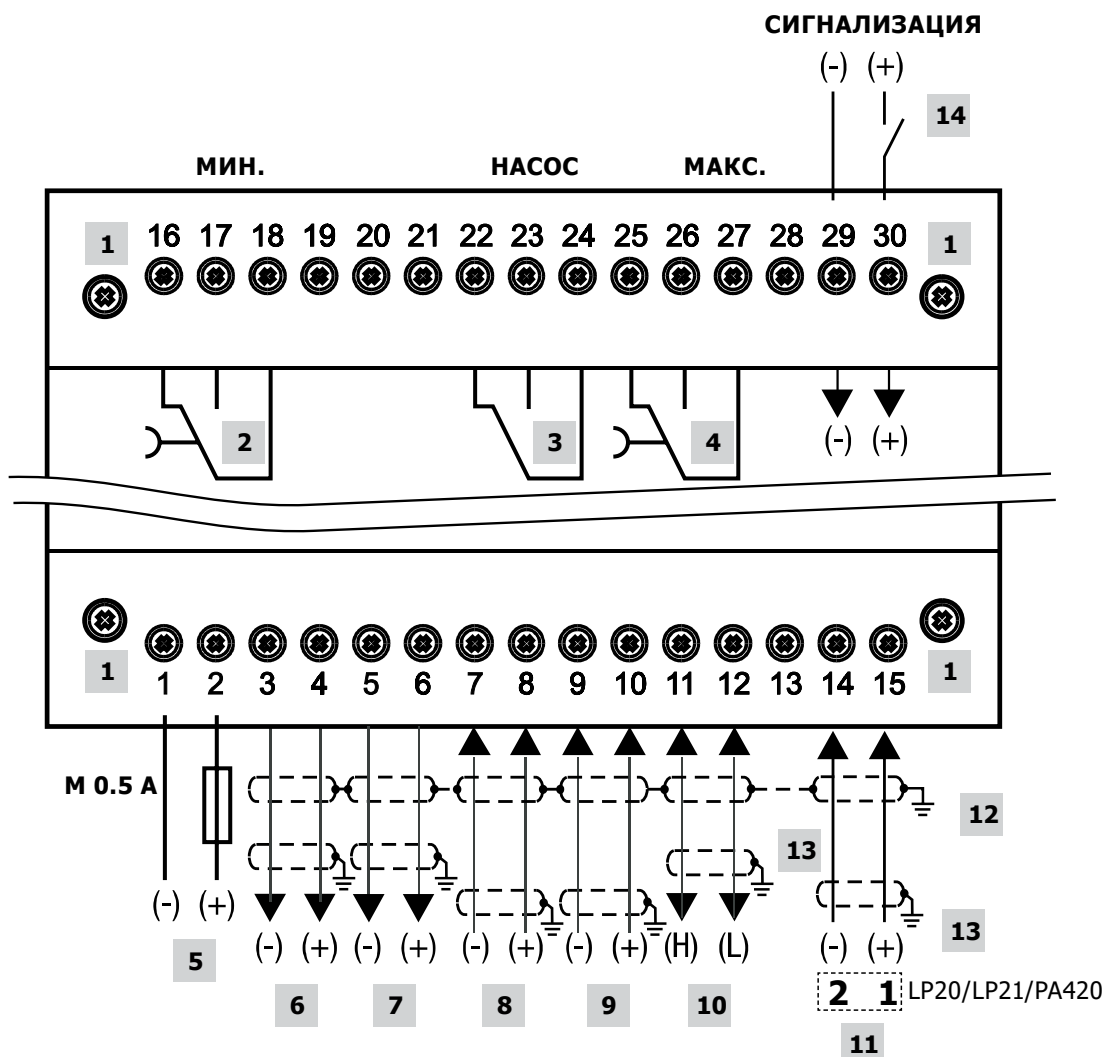 СИГНАЛИЗАЦИЯ
(-) (+)
14
МИН. НАСОС МАКС.
1 16 17 18 19 20 21 22 23 24 25 26 27 28 29 30 1
2 3 4 (-) (+)
1 1 2 3 4 5 6 7 8 9 10 11 12 13 14 15 1
M 0.5 A
12
13
(-) (+)
13
(-) (+) (-) (+) (-) (+) (-) (+) (H) (L) (-) (+)
5
2 1 LP20/LP21/PA420
6 7 8 9 10
11